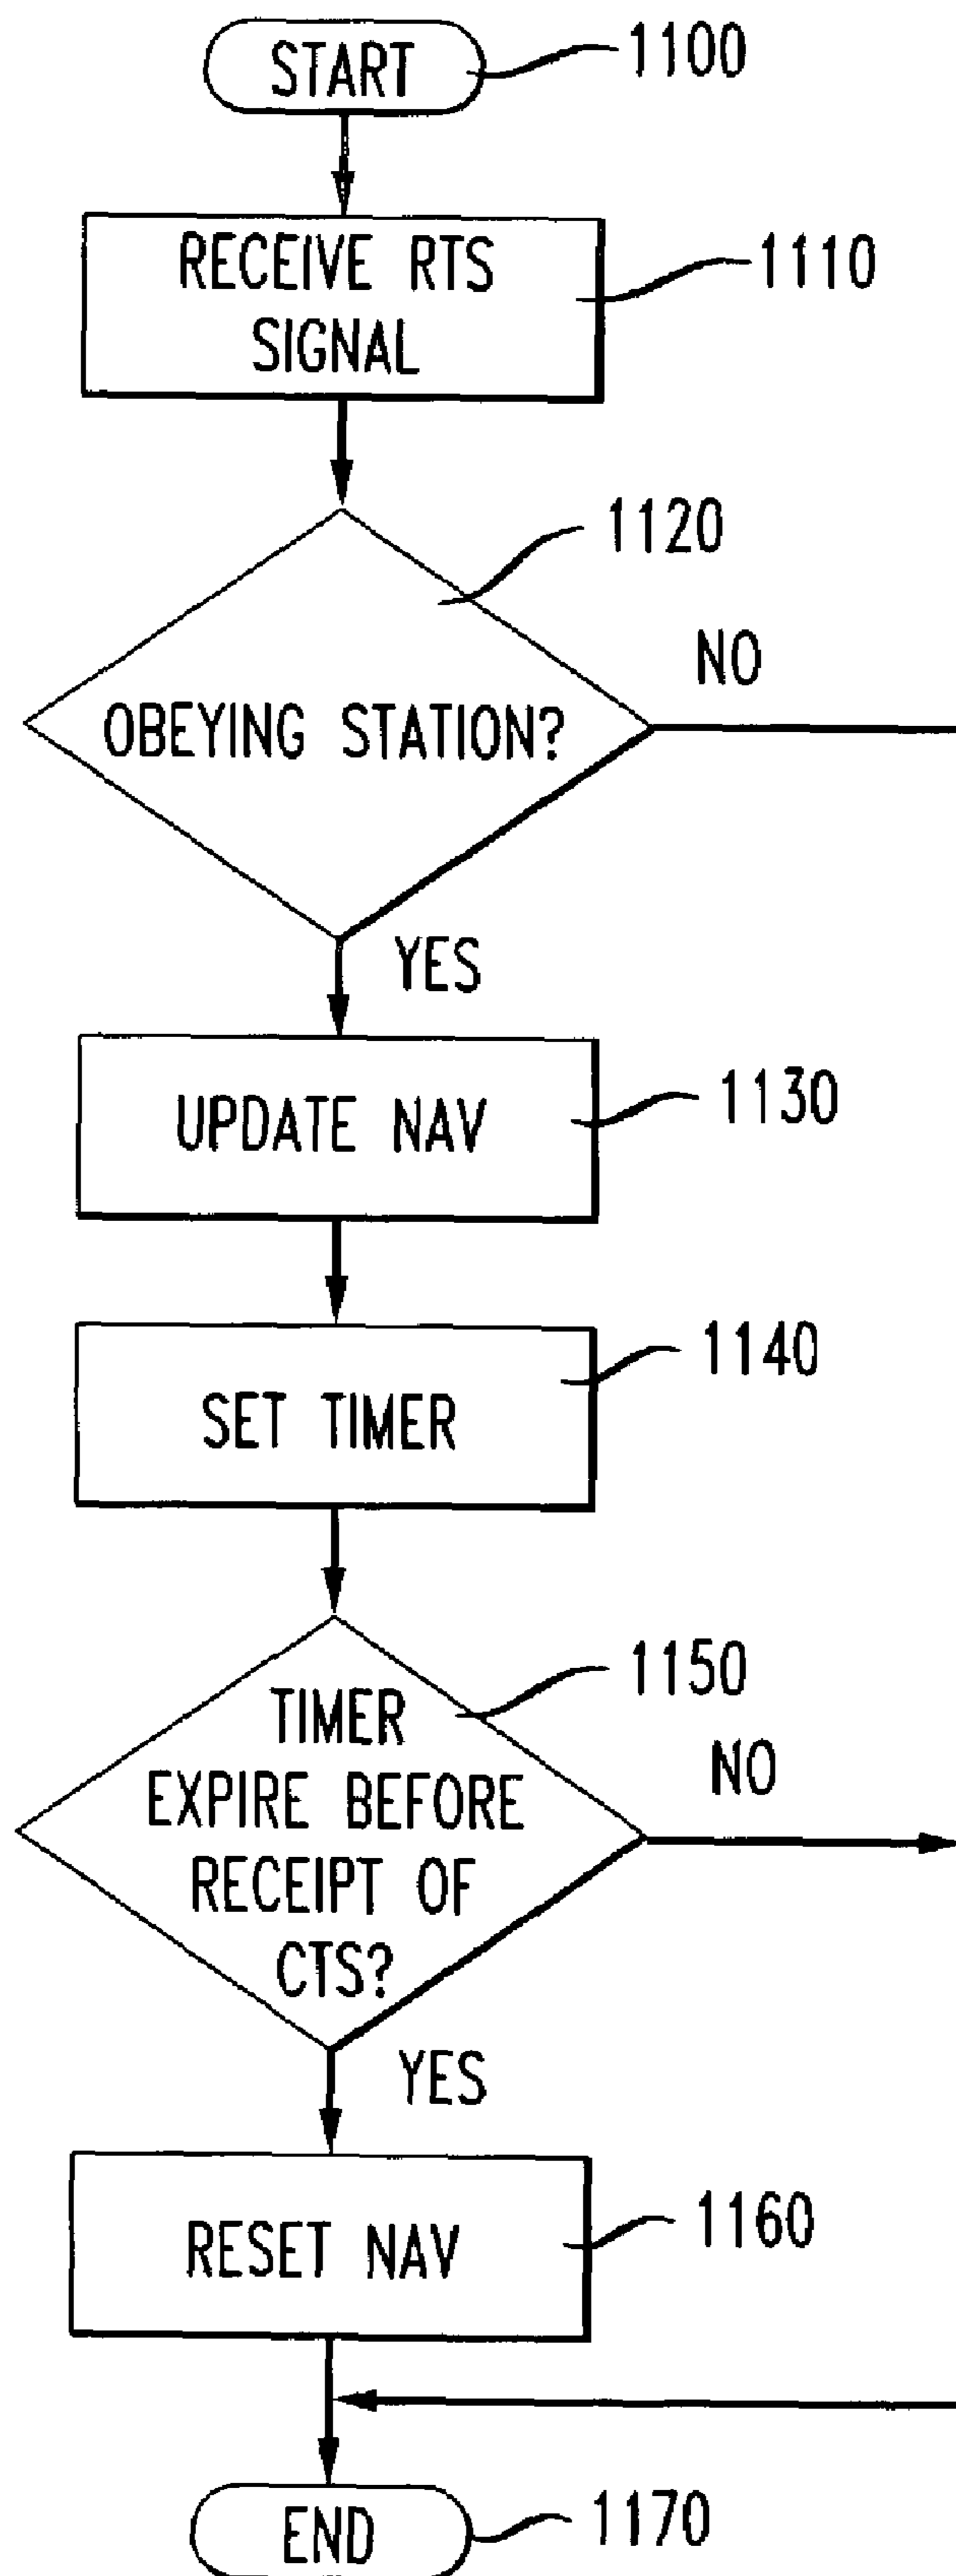 START
1100
RECEIVE RTS
SIGNAL
1110
1120
OBEYING STATION?
NO
YES
UPDATE NAV
1130
SET TIMER
1140
1150
TIMER
EXPIRE BEFORE
RECEIPT OF
CTS?
NO
YES
RESET NAV
1160
END
1170